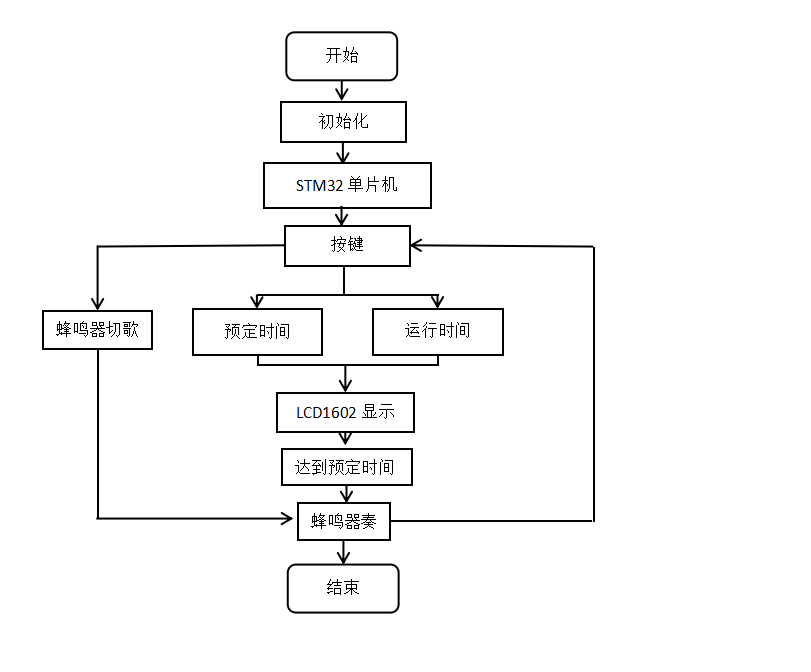 开始
初始化
STM32 单片机
按键
蜂鸣器切歌
预定时间
运行时间
LCD1602 显示
达到预定时间
蜂鸣器奏
结束